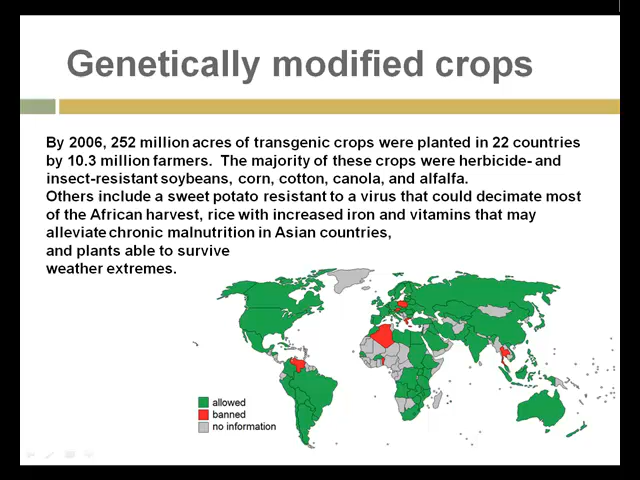 Genetically modified crops
By 2006, 252 million acres of transgenic crops were planted in 22 countries
by 10.3 million farmers.  The majority of these crops were herbicide- and
insect-resistant soybeans, corn, cotton, canola, and alfalfa.
Others include a sweet potato resistant to a virus that could decimate most
of the African harvest, rice with increased iron and vitamins that may
alleviate chronic malnutrition in Asian countries,
and plants able to survive
weather extremes.
allowed
banned
no information